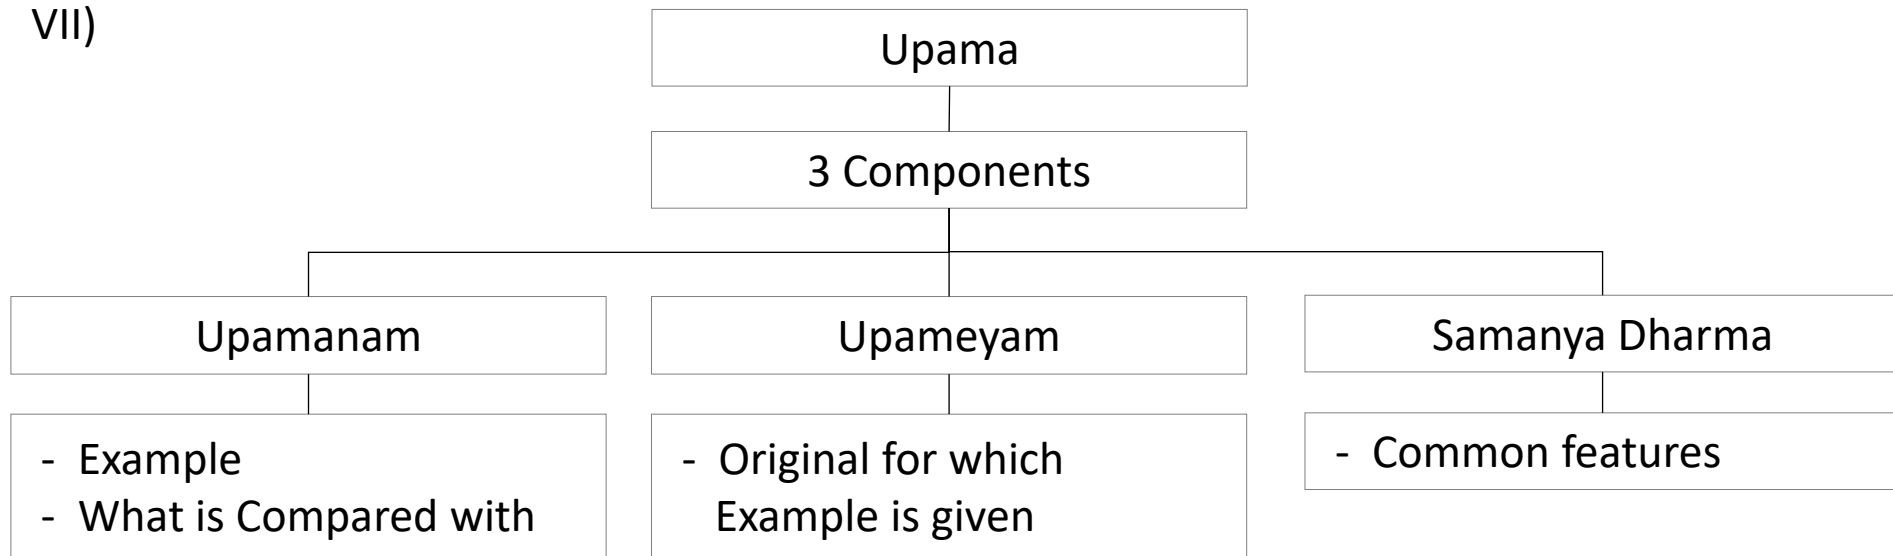 VII)
Upama
3 Components
Upamanam
Upameyam
Samanya Dharma
- Example
- What is Compared with
- Original for which
Example is given
- Common features